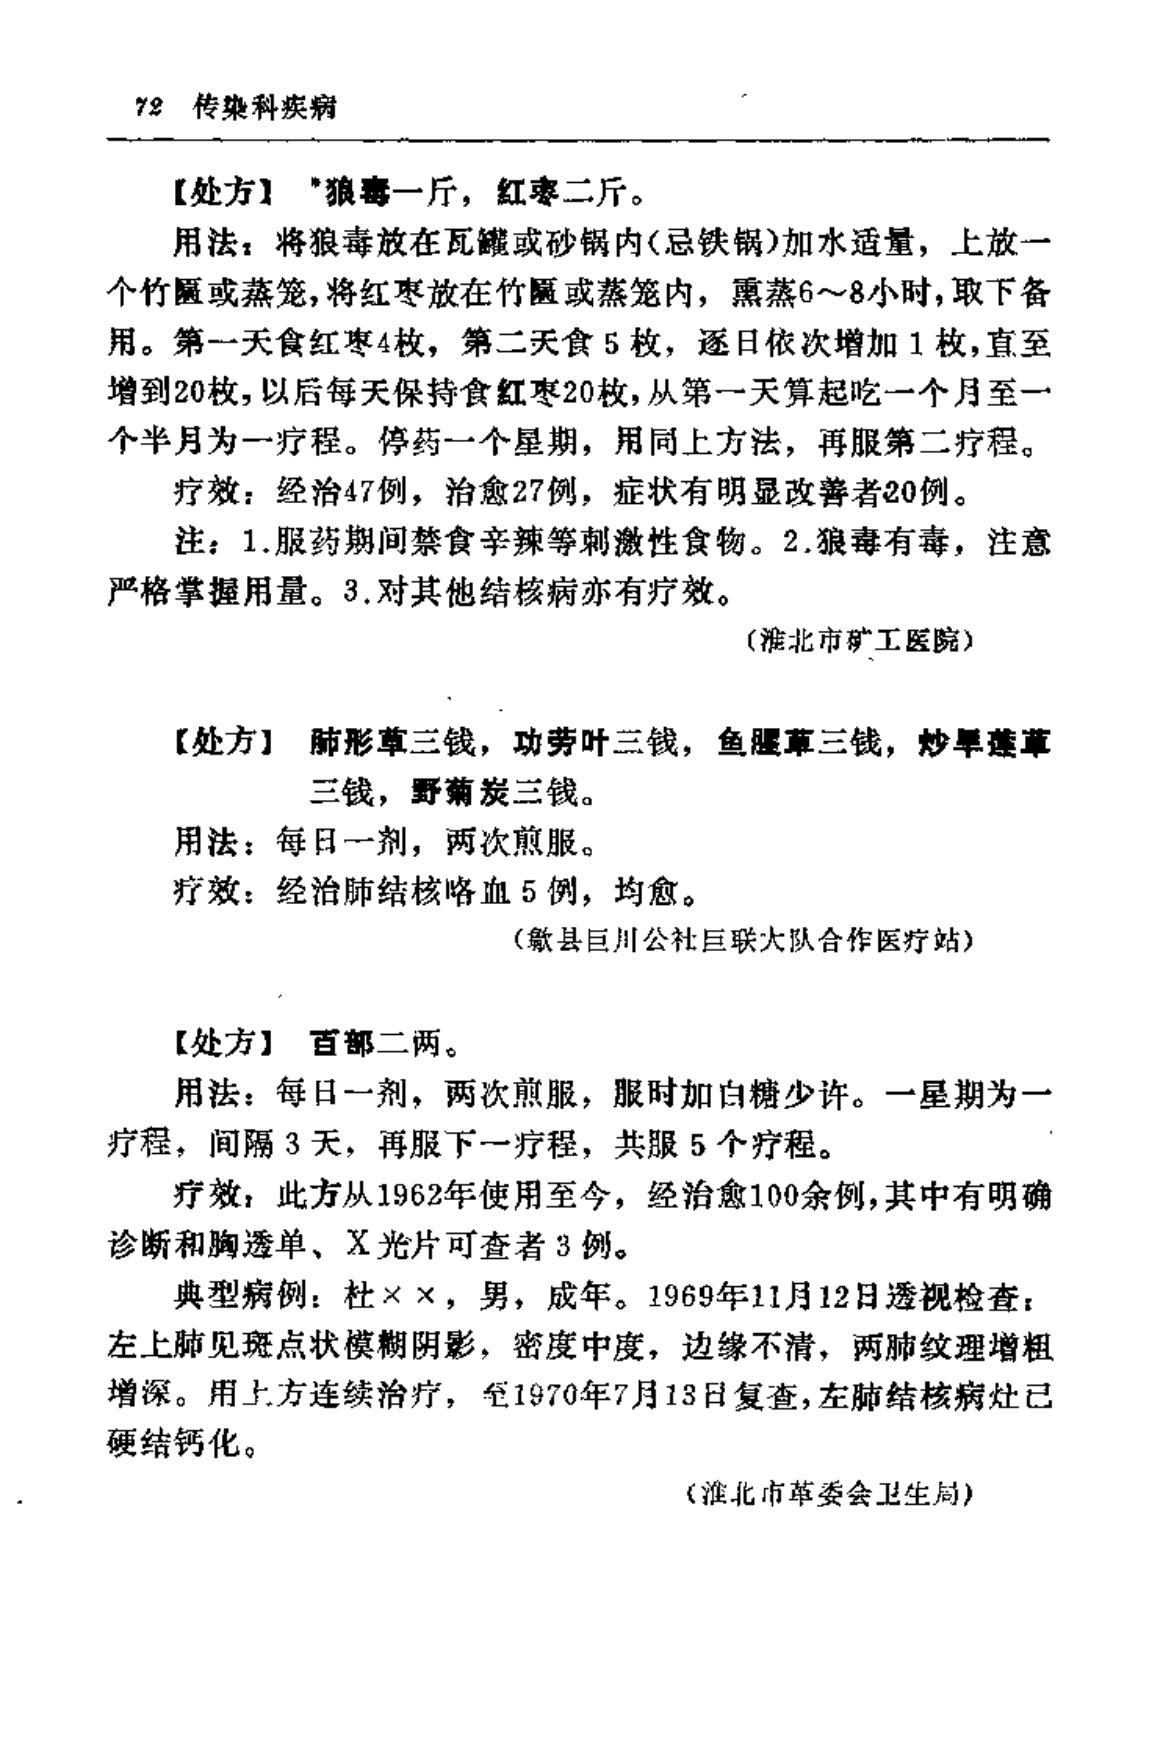 72 传染科疾病
【处方】 *狼毒一斤，红枣二斤。
用法：将狼毒放在瓦罐或砂锅内(忌铁锅)加水适量，上放一
个竹匾或蒸笼，将红枣放在竹匾或蒸笼内，熏蒸6～8小时，取下备
用。第一天食红枣4枚，第二天食5枚，逐日依次增加1枚，直至
增到20枚，以后每天保持食红枣20枚，从第一天算起吃一个月至一
个半月为一疗程。停药一个星期，用同上方法，再服第二疗程。
疗效：经治47例，治愈27例，症状有明显改善者20例。
注：1.服药期间禁食辛辣等刺激性食物。2.狼毒有毒，注意
严格掌握用量。3.对其他结核病亦有疗效。
(淮北市矿工医院)
【处方】 肺形草三钱，功劳叶三钱，鱼腥草三钱，炒旱莲草
三钱，野菊炭三钱。
用法：每日一剂，两次煎服。
疗效：经治肺结核咯血5例，均愈。
(歙县巨川公社巨联大队合作医疗站)
【处方】 百部二两。
用法：每日一剂，两次煎服，服时加白糖少许。一星期为一
疗程，间隔3天，再服下一疗程，共服5个疗程。
疗效：此方从1962年使用至今，经治愈100余例，其中有明确
诊断和胸透单、X光片可查者3例。
典型病例：杜××，男，成年。1969年11月12日透视检查：
左上肺见斑点状模糊阴影，密度中度，边缘不清，两肺纹理增粗
增深。用上方连续治疗，至1970年7月13日复查，左肺结核病灶已
硬结钙化。
(淮北市革委会卫生局)